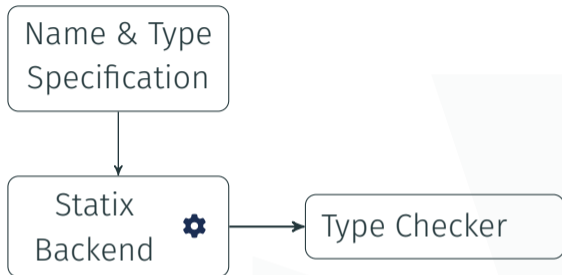 Name & Type
Specification
Statix
Backend
Type Checker